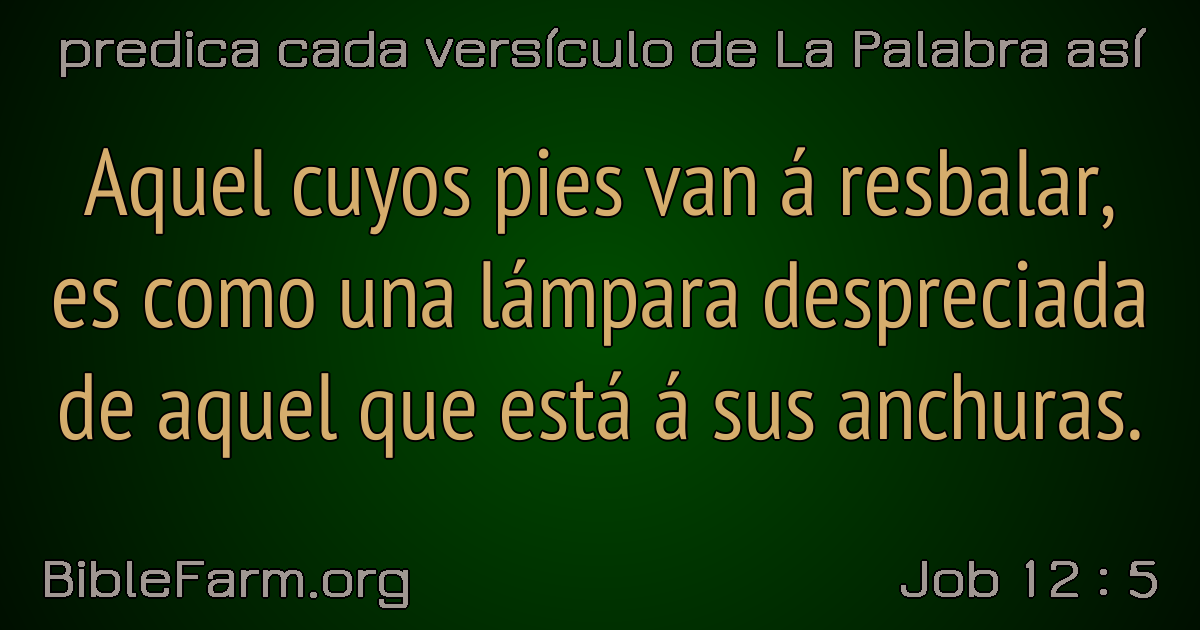 predica cada versículo de La Palabra así
Aquel cuyos pies van á resbalar,
es como una lámpara despreciada
de aquel que está á sus anchuras.
BibleFarm.org
Job 12 : 5